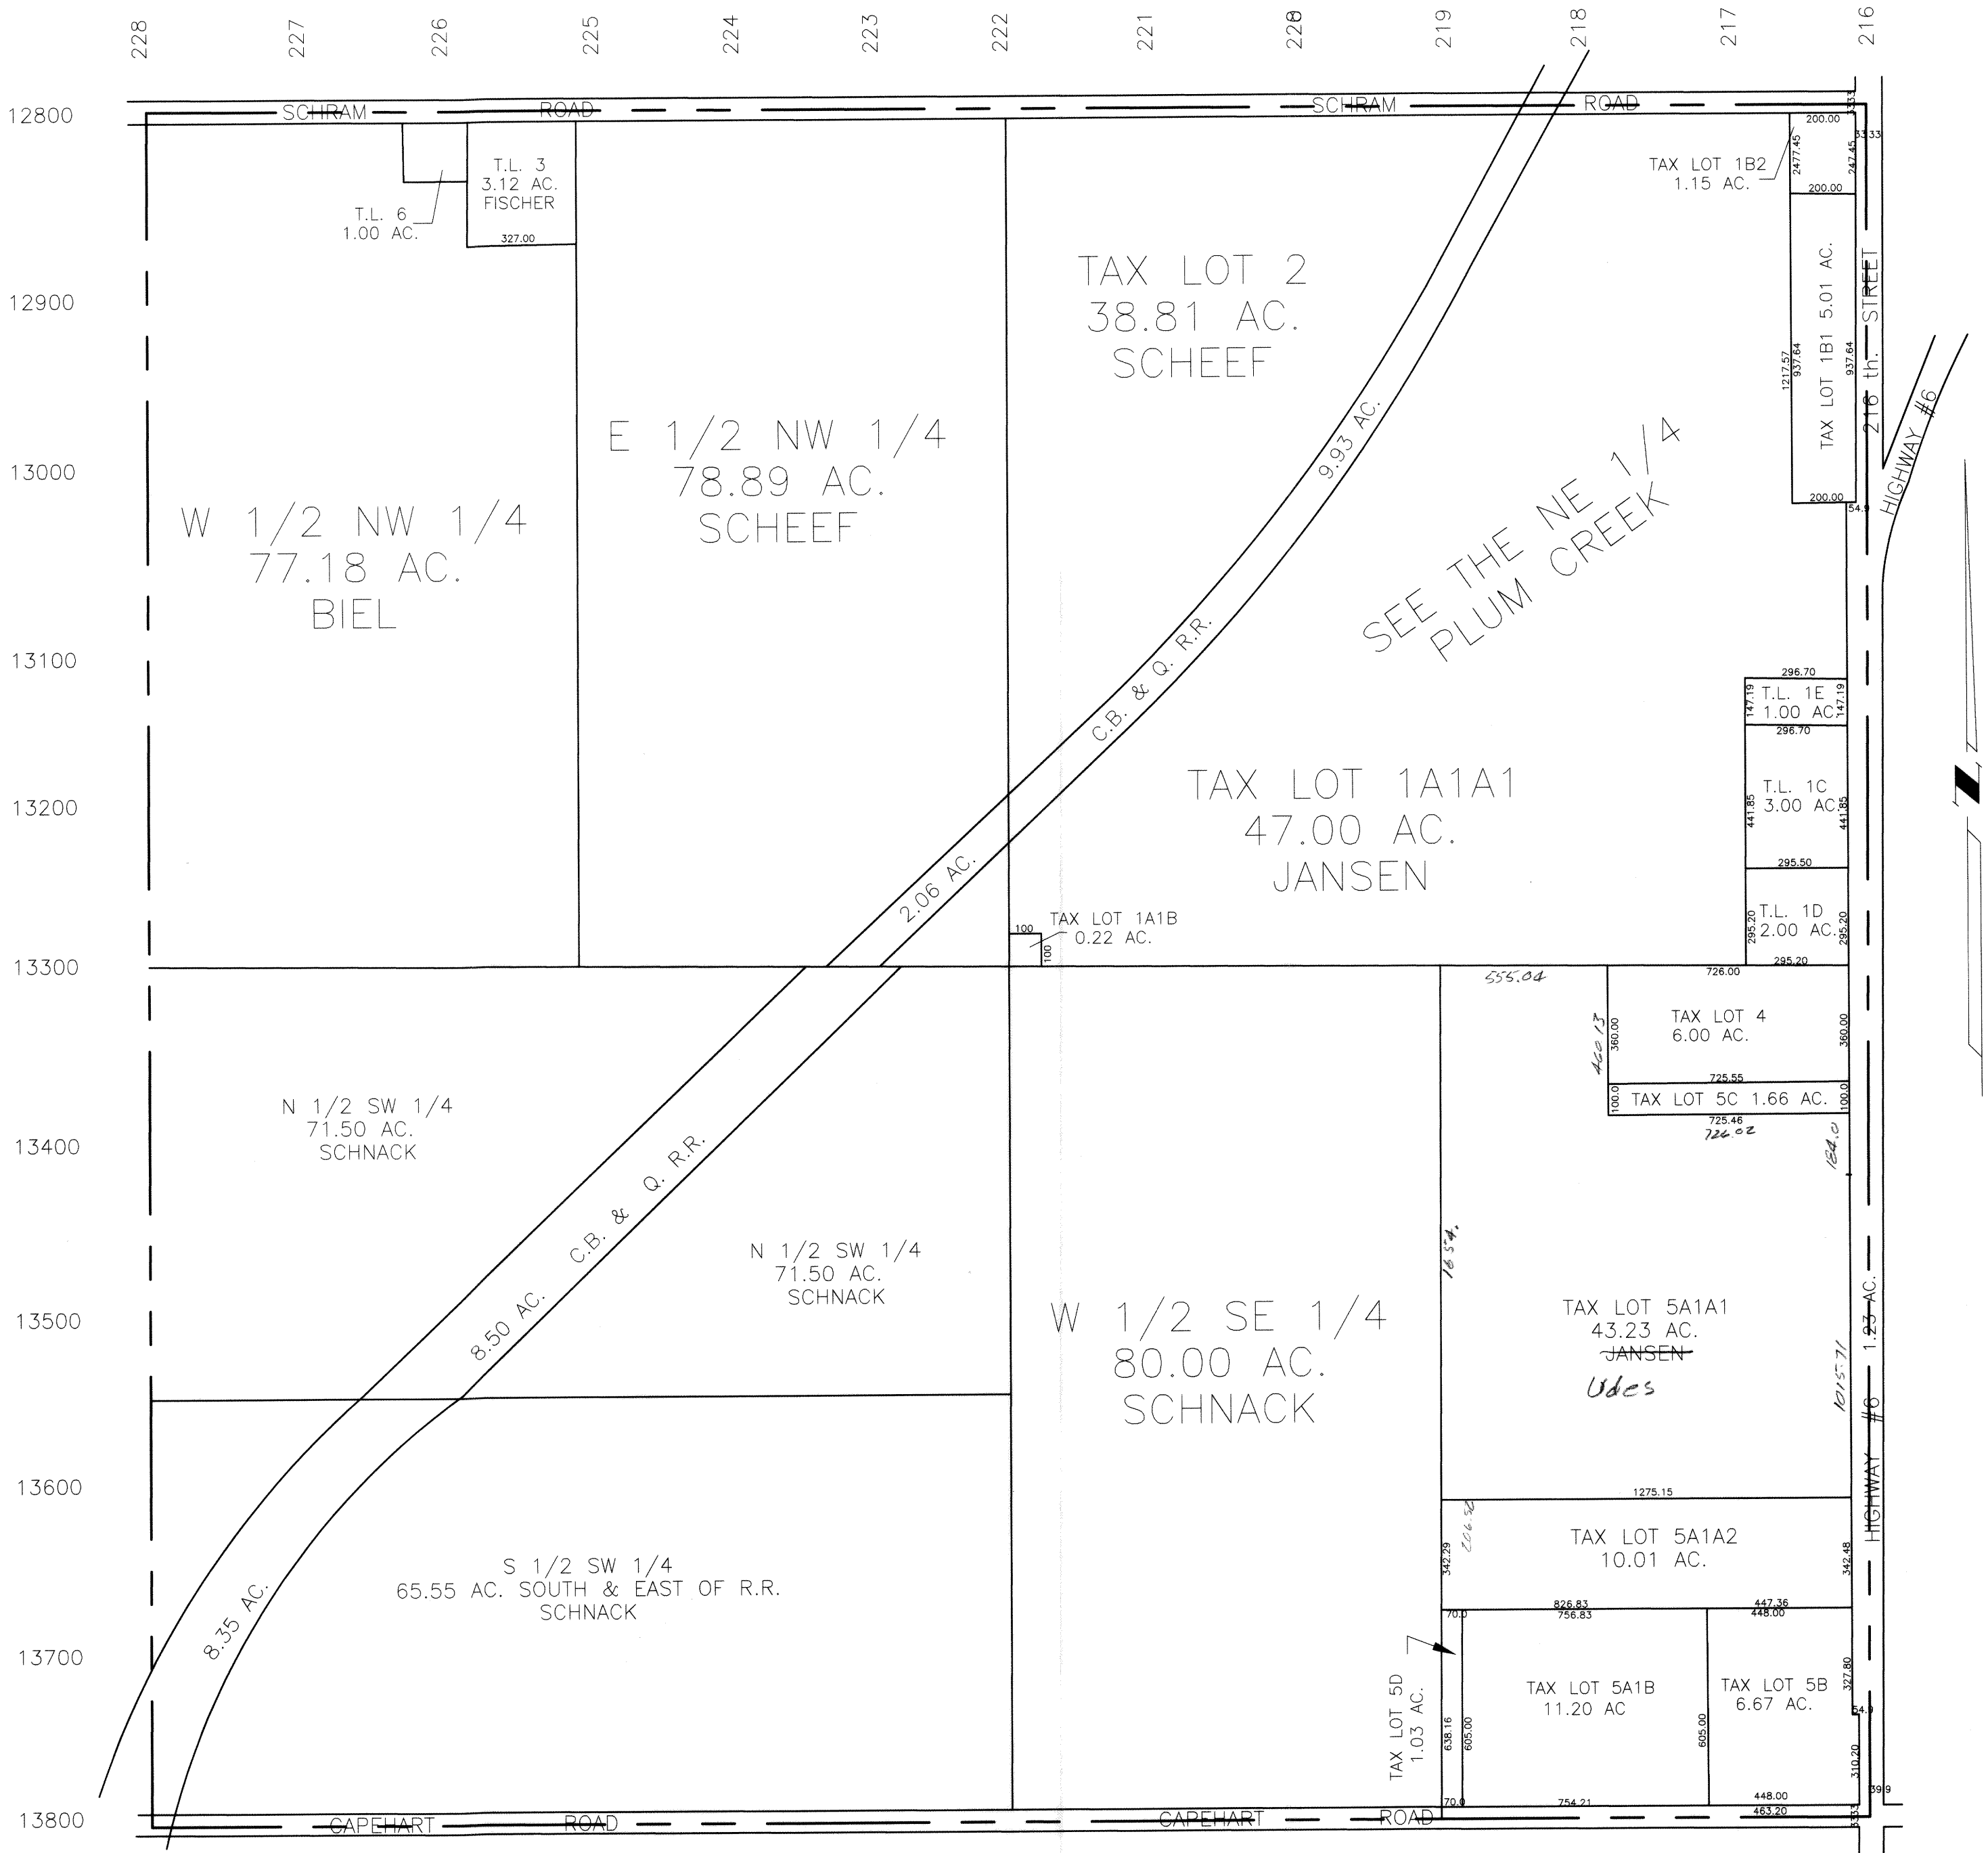 228 227 226 225 224 223 222 221 220 219 218 217 216
12800
12900
13000
13100
13200
13300
13400
13500
13600
13700
13800
SCHRAM ROAD
SCHRAM ROAD
T.L. 6
1.00 AC.
T.L. 3
3.12 AC.
FISCHER
327.00
W 1/2 NW 1/4
77.18 AC.
BIEL
E 1/2 NW 1/4
78.89 AC.
SCHEEF
TAX LOT 2
38.81 AC.
SCHEEF
9.93 AC.
C.B. & Q. R.R.
2.06 AC.
SEE THE NE 1/4
PLUM CREEK
TAX LOT 1A1A1
47.00 AC.
JANSEN
TAX LOT 1A1B
0.22 AC.
100
100
TAX LOT 1B2
1.15 AC.
200.00
2477.45
247.45
3333
33.33
200.00
TAX LOT 1B1 5.01 AC.
1217.57
937.64
937.64
200.00
54.9
216 th. STREET
HIGHWAY #6
296.70
147.19
T.L. 1E
1.00 AC.
147.19
296.70
441.85
T.L. 1C
3.00 AC.
441.85
295.50
295.20
T.L. 1D
2.00 AC.
295.20
295.20
N
555.04
726.00
460.13
360.00
TAX LOT 4
6.00 AC.
360.00
725.55
100.0
TAX LOT 5C 1.66 AC.
100.0
725.46
726.02
184.0
N 1/2 SW 1/4
71.50 AC.
SCHNACK
8.50 AC. C.B. & Q. R.R.
N 1/2 SW 1/4
71.50 AC.
SCHNACK
W 1/2 SE 1/4
80.00 AC.
SCHNACK
1654.
TAX LOT 5A1A1
43.23 AC.
JANSEN
Udes
1015.71
HIGHWAY #6 1.23 AC.
1275.15
206.50
342.29
TAX LOT 5A1A2
10.01 AC.
342.48
826.83
447.36
70.0
756.83
448.00
S 1/2 SW 1/4
65.55 AC. SOUTH & EAST OF R.R.
SCHNACK
8.35 AC.
TAX LOT 5D
1.03 AC.
638.16
605.00
TAX LOT 5A1B
11.20 AC
605.00
TAX LOT 5B
6.67 AC.
327.80
54.9
310.20
39.9
70.0
754.21
448.00
463.20
3333
CAPEHART ROAD
CAPEHART ROAD